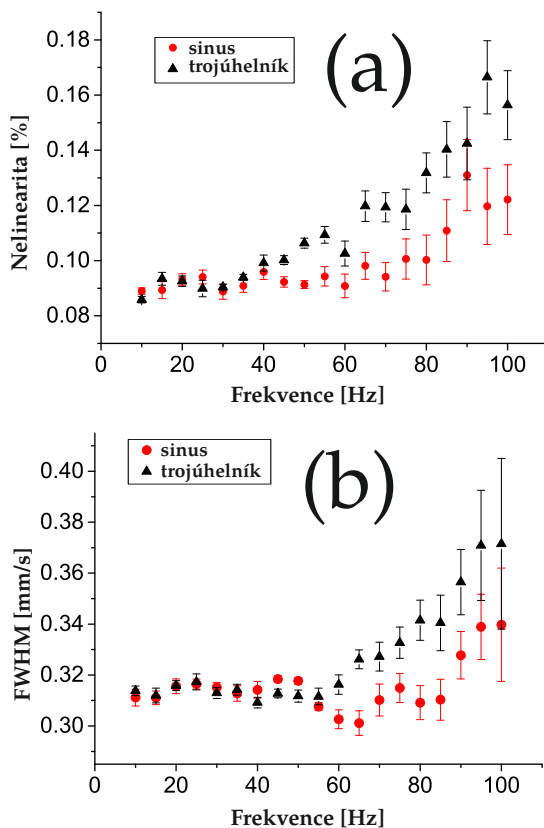 0.18
0.16
0.14
0.12
0.10
0.08
Nelinearita [%]
sinus
trojúhelník
(a)
0 20 40 60 80 100
Frekvence [Hz]
0.40
0.38
0.36
0.34
0.32
0.30
FWHM [mm/s]
sinus
trojúhelník
(b)
0 20 40 60 80 100
Frekvence [Hz]